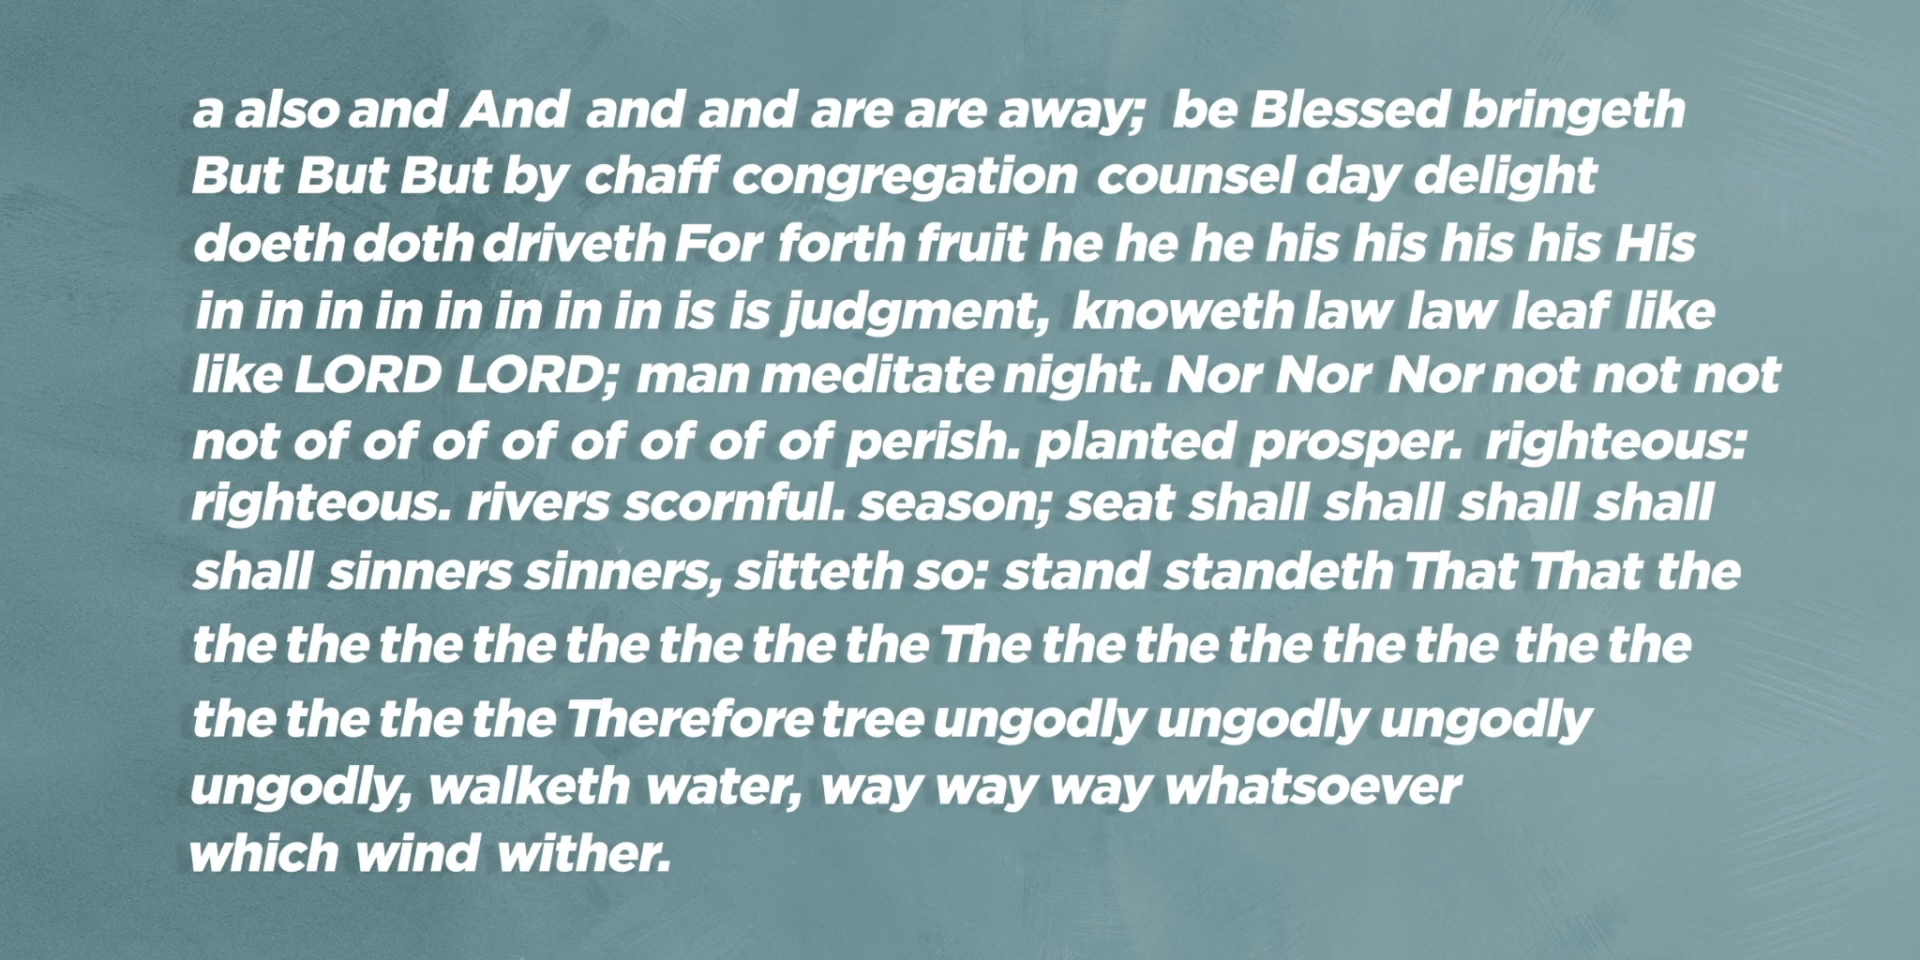 a also and And and and are are away; be Blessed bringeth
But But But by chaff congregation counsel day delight
doeth doth driveth For forth fruit he he he his his his his His
in in in in in in in in is is judgment, knoweth law law leaf like
like LORD LORD; man meditate night. Nor Nor Nor not not not
not of of of of of of of of perish. planted prosper. righteous:
righteous. rivers scornful. season; seat shall shall shall shall
shall sinners sinners, sitteth so: stand standeth That That the
the the the the the the the the The the the the the the the the
the the the the Therefore tree ungodly ungodly ungodly
ungodly, walketh water, way way way whatsoever
which wind wither.